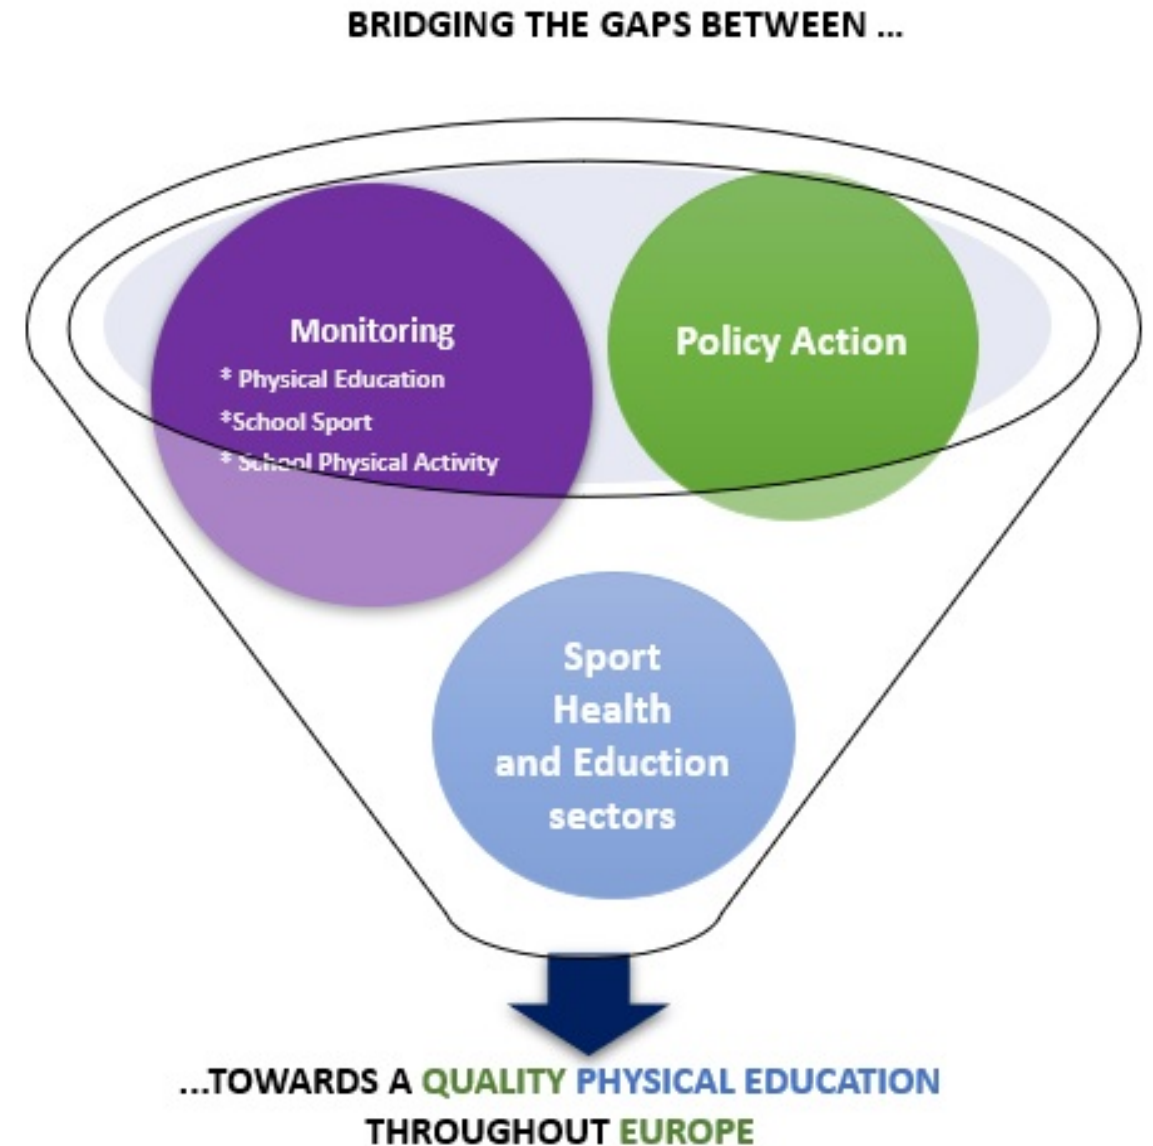 BRIDGING THE GAPS BETWEEN ...
Monitoring
* Physical Education
*School Sport
* School Physical Activity
Policy Action
Sport
Health
and Eduction
sectors
...TOWARDS A QUALITY PHYSICAL EDUCATION
THROUGHOUT EUROPE